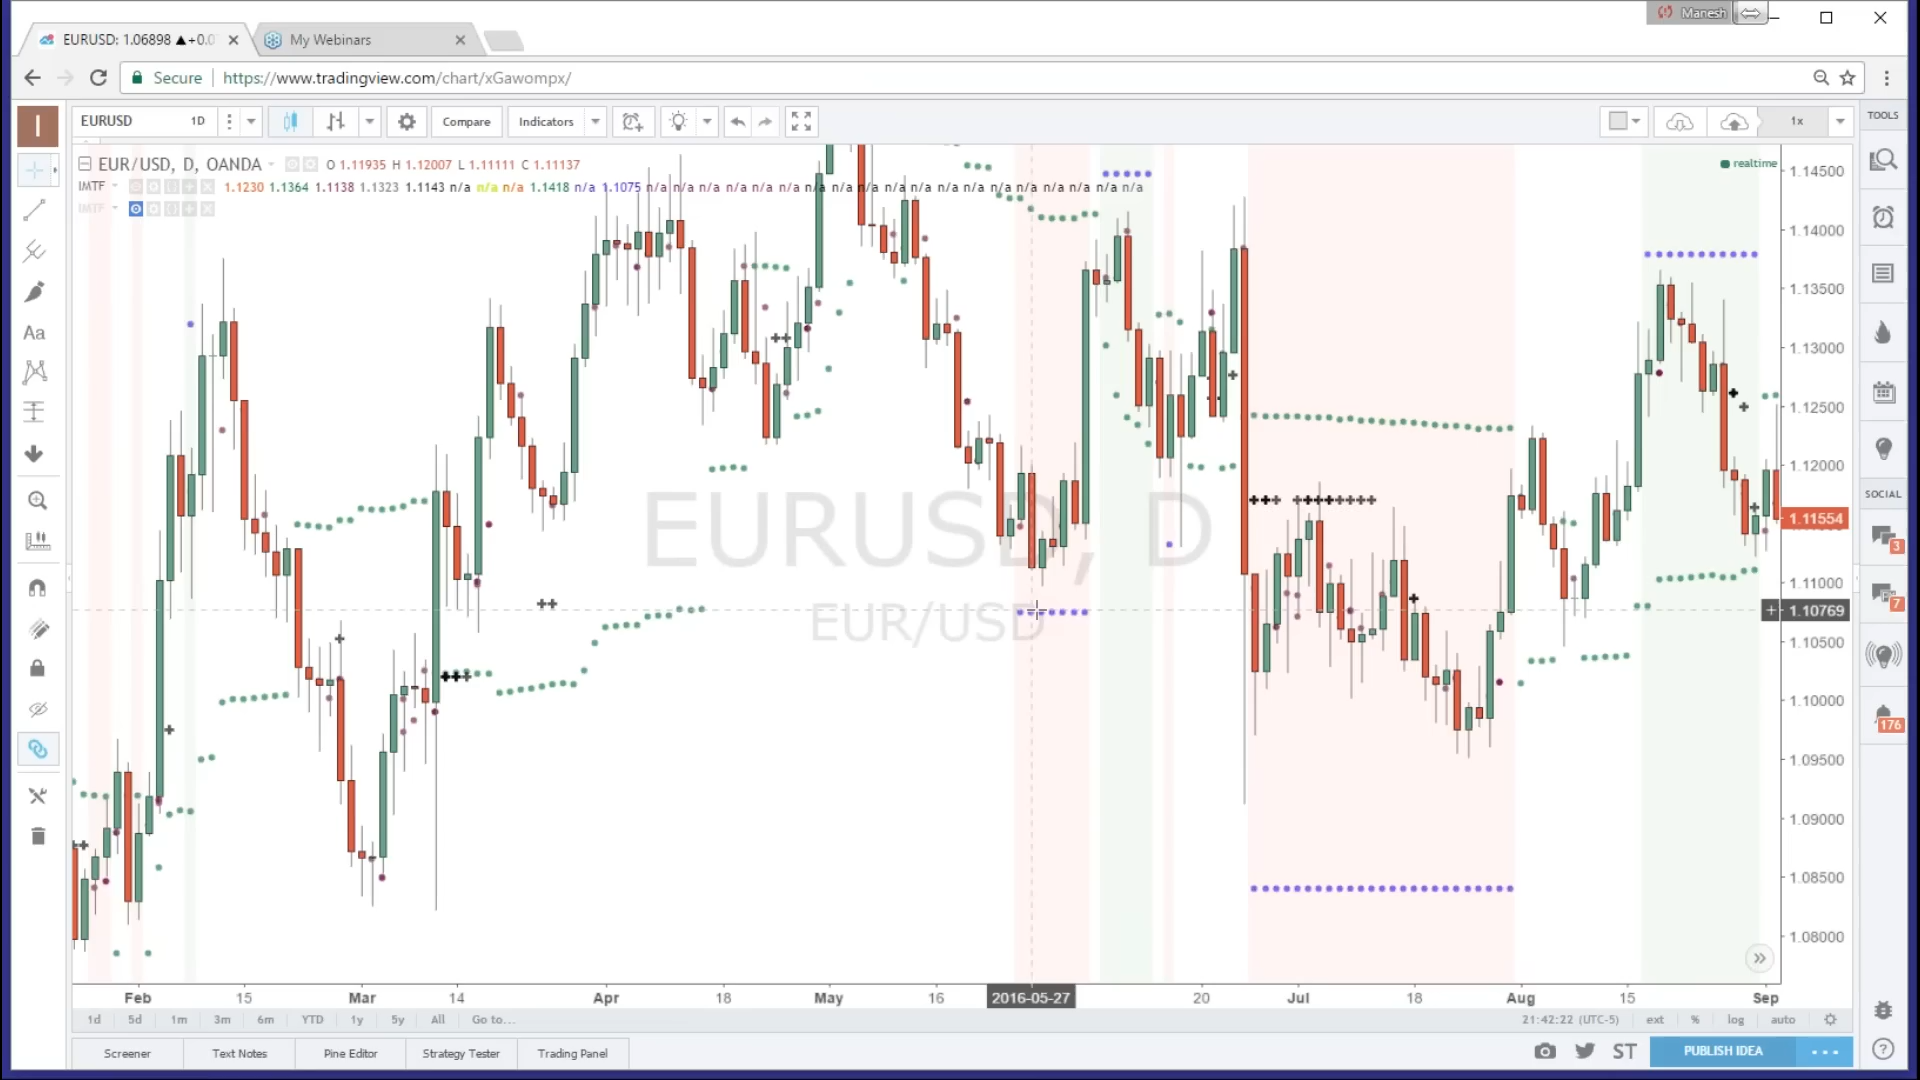 Manesh
EURUSD: 1.06898 ▲+0.0
My Webinars
Secure https://www.tradingview.com/chart/xGawompx/
EURUSD 1D Compare Indicators 1x TOOLS
EUR/USD, D, OANDA O 1.11935 H 1.12007 L 1.11111 C 1.11137
realtime
IMTF 1.1230 1.1364 1.1138 1.1323 1.1143 n/a n/a n/a 1.1418 n/a 1.1075 n/a n/a n/a n/a n/a n/a n/a n/a n/a n/a n/a n/a n/a n/a n/a n/a n/a n/a n/a
IMTF
EURUSD, D
EUR/USD
1.14500
1.14000
1.13500
1.13000
1.12500
1.12000
1.11554
1.11000
1.10769
1.10500
1.10000
1.09500
1.09000
1.08500
1.08000
SOCIAL
3
7
176
Aa
Feb 15 Mar 14 Apr 18 May 16 2016-05-27 20 Jul 18 Aug 15 Sep
1d 5d 1m 3m 6m YTD 1y 5y All Go to... 21:42:22 (UTC-5) ext % log auto
Screener Text Notes Pine Editor Strategy Tester Trading Panel ST PUBLISH IDEA